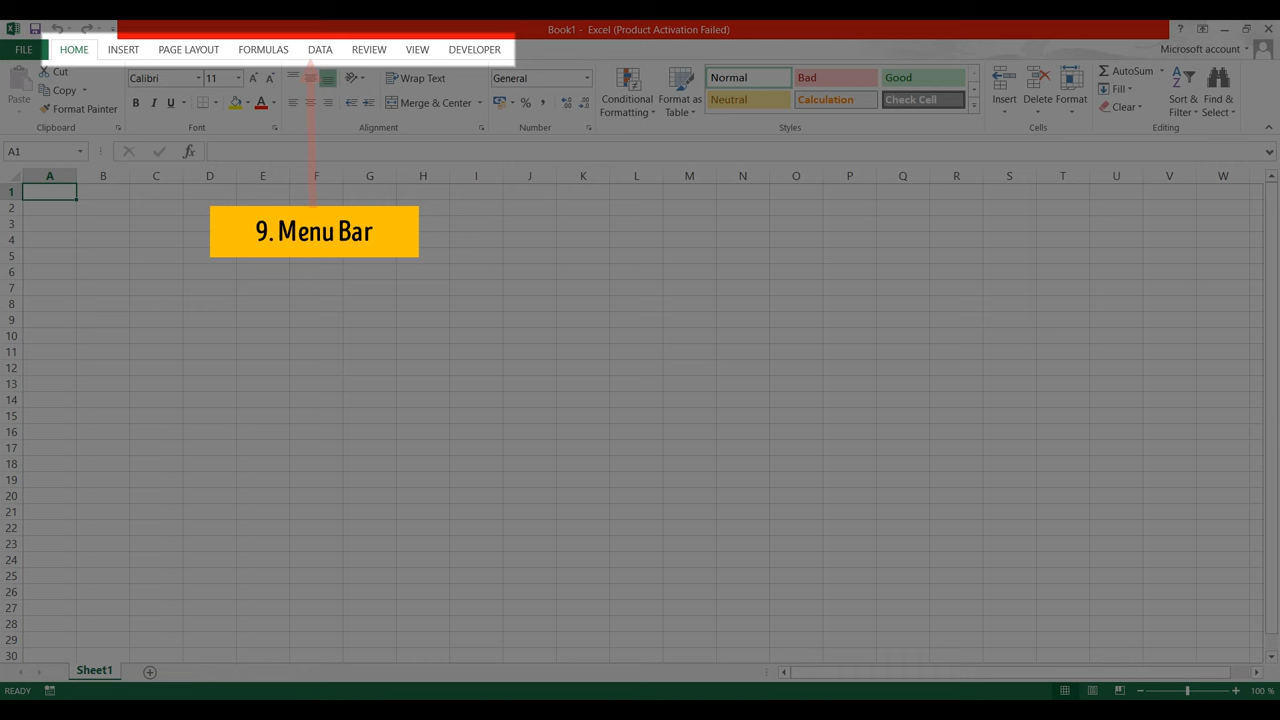 Book1 - Excel (Product Activation Failed)
FILE HOME INSERT PAGE LAYOUT FORMULAS DATA REVIEW VIEW DEVELOPER Microsoft account
Paste Cut Copy Format Painter
Clipboard
Calibri 11
B I U A
Font
Wrap Text
Merge & Center
Alignment
General
% ,
Number
Conditional Formatting
Format as Table
Normal Bad Good
Neutral Calculation Check Cell
Styles
Insert Delete Format
Cells
AutoSum
Fill
Clear
Sort & Filter
Find & Select
Editing
A1 fx
A B C D E F G H I J K L M N O P Q R S T U V W
1
2
3
4
5
6
7
8
9
10
11
12
13
14
15
16
17
18
19
20
21
22
23
24
25
26
27
28
29
30
9. Menu Bar
Sheet1
READY 100 %